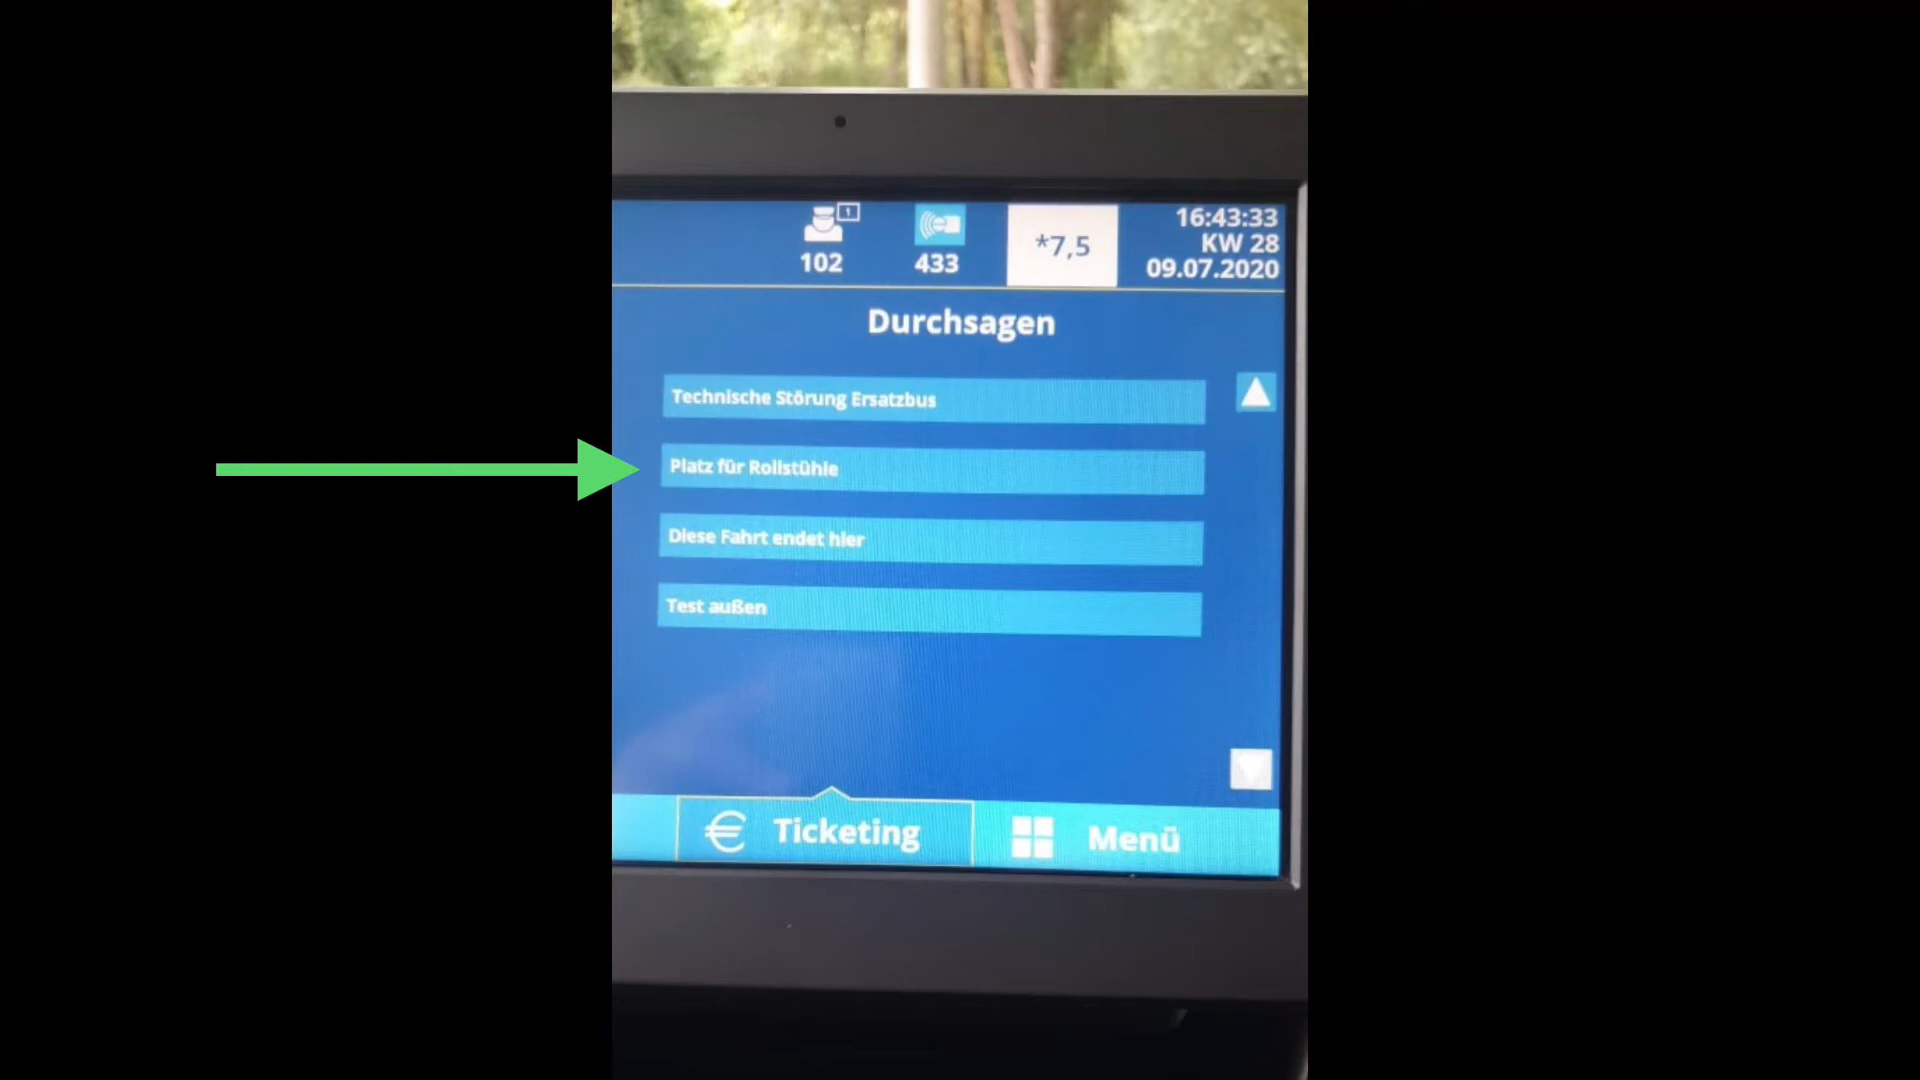 1
102
433
*7,5
16:43:33
KW 28
09.07.2020
Durchsagen
Technische Störung Ersatzbus
Platz für Rollstühle
Diese Fahrt endet hier
Test außen
€ Ticketing
Menü